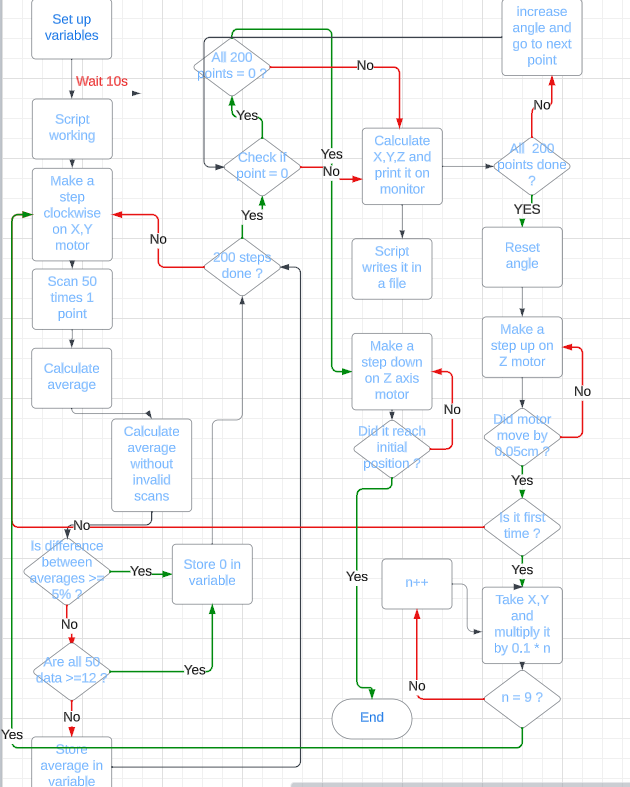 Set up
variables
increase
angle and
go to next
point
All 200
points = 0 ?
No
Wait 10s
No
Yes
Script
working
Calculate
X,Y,Z and
print it on
monitor
All 200
points done
?
Check if
point = 0
Yes
No
Make a
step
clockwise
on X,Y
motor
Yes
YES
No
200 steps
done ?
Script
writes it in
a file
Reset
angle
Scan 50
times 1
point
Make a
step down
on Z axis
motor
Make a
step up on
Z motor
Calculate
average
No
No
Calculate
average
without
invalid
scans
Did it reach
initial
position ?
Did motor
move by
0.05cm ?
Yes
No
Is it first
time ?
Is difference
between
averages >=
5% ?
Yes
Store 0 in
variable
Yes
Yes
n++
Take X,Y
and
multiply it
by 0.1 * n
No
Are all 50
data >=12 ?
Yes
No
n = 9 ?
No
End
Yes
Store
average in
variable